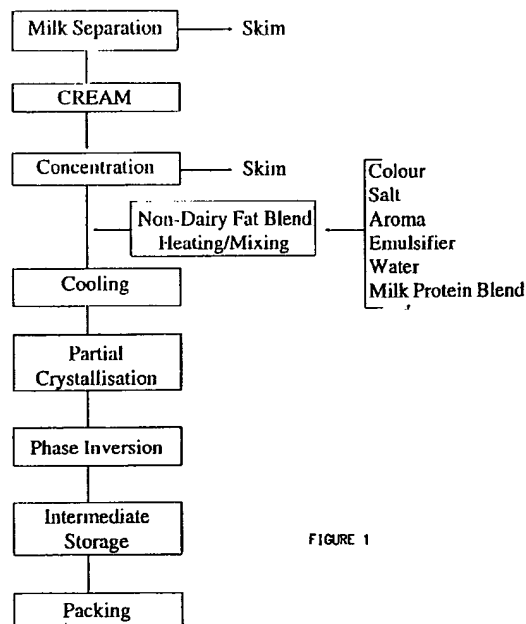 Milk Separation
Skim
CREAM
Concentration
Skim
Non-Dairy Fat Blend
Heating/Mixing
Colour
Salt
Aroma
Emulsifier
Water
Milk Protein Blend
Cooling
Partial
Crystallisation
Phase Inversion
Intermediate
Storage
FIGURE 1
Packing